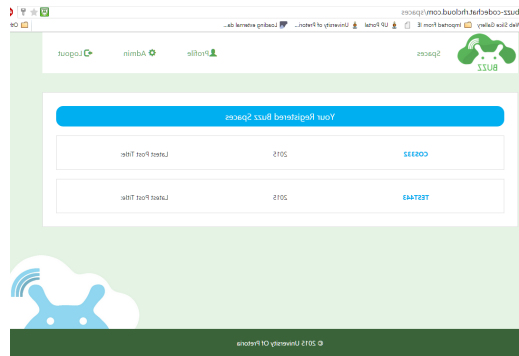 buzz-codechat.rhcloud.com/spaces
Web Slice Gallery Imported From IE UP Portal University of Pretori... Loading external da...
BUZZ
Spaces Profile Admin Logout
Your Registered Buzz Spaces
COS332 2015 Latest Post Title:
TEST443 2015 Latest Post Title:
© 2015 University Of Pretoria